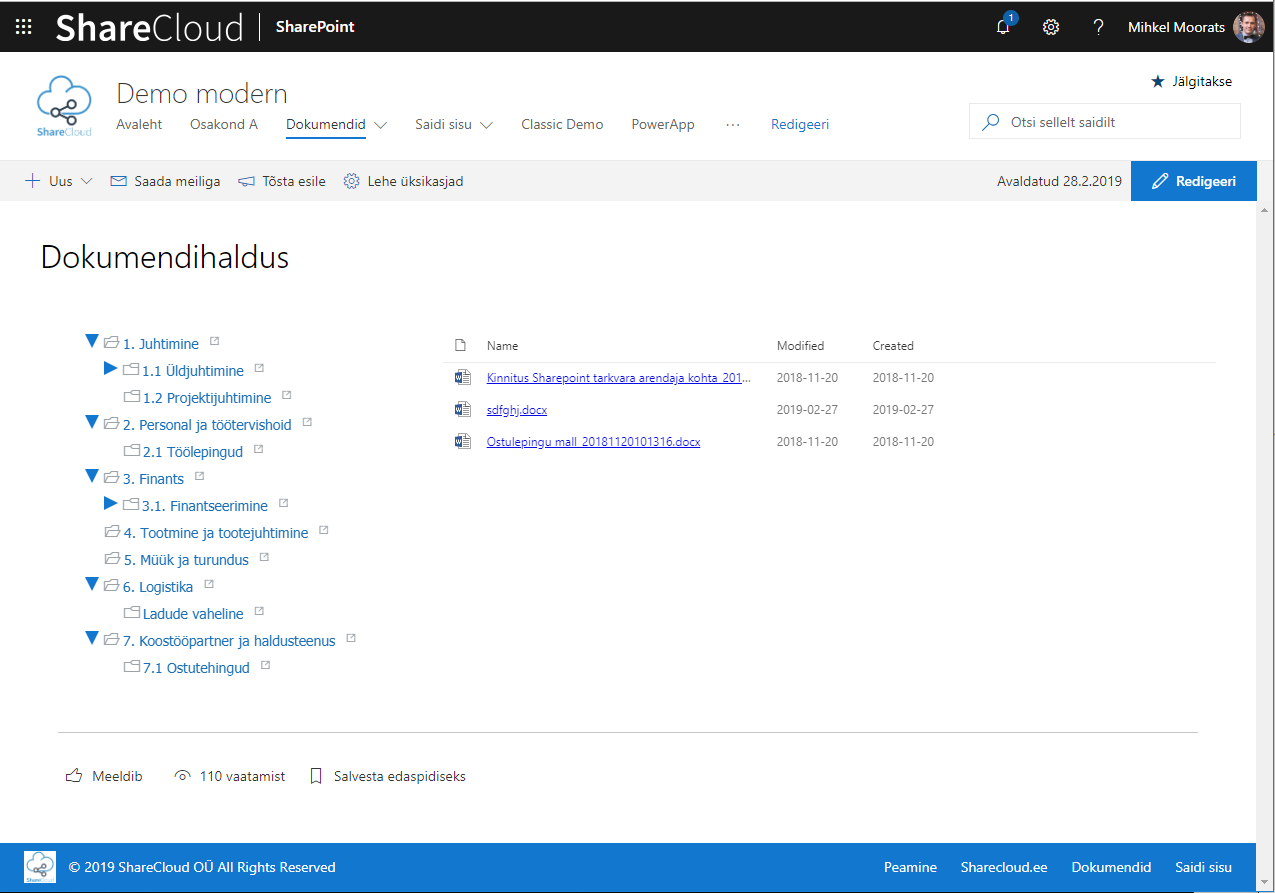 ShareCloud SharePoint 1 ? Mihkel Moorats
Jälgitakse
Demo modern
ShareCloud
Avaleht Osakond A Dokumendid Saidi sisu Classic Demo PowerApp ... Redigeeri
Otsi sellelt saidilt
Uus Saada meiliga Tõsta esile Lehe üksikasjad Avaldatud 28.2.2019 Redigeeri
Dokumendihaldus
1. Juhtimine
1.1 Üldjuhtimine
1.2 Projektijuhtimine
2. Personal ja töötervishoid
2.1 Töölepingud
3. Finants
3.1. Finantseerimine
4. Tootmine ja tootejuhtimine
5. Müük ja turundus
6. Logistika
Ladude vaheline
7. Koostööpartner ja haldusteenus
7.1 Ostutehingud
Name Modified Created
Kinnitus Sharepoint tarkvara arendaja kohta_201... 2018-11-20 2018-11-20
sdfghj.docx 2019-02-27 2019-02-27
Ostulepingu mall_20181120101316.docx 2018-11-20 2018-11-20
Meeldib 110 vaatamist Salvesta edaspidiseks
ShareCloud © 2019 ShareCloud OÜ All Rights Reserved Peamine Sharecloud.ee Dokumendid Saidi sisu